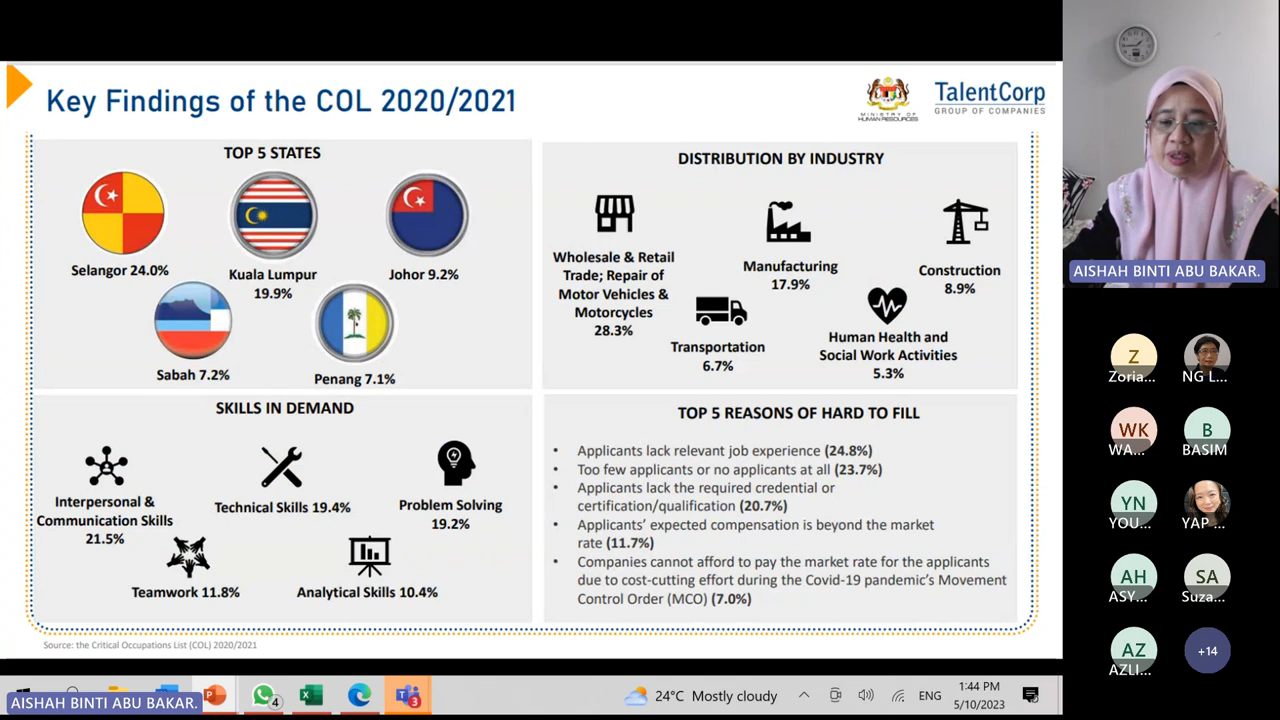 Key Findings of the COL 2020/2021
MINISTRY OF
HUMAN RESOURCES
TalentCorp
GROUP OF COMPANIES
TOP 5 STATES
Selangor 24.0%
Kuala Lumpur
19.9%
Johor 9.2%
Sabah 7.2%
Penang 7.1%
DISTRIBUTION BY INDUSTRY
Wholesale & Retail
Trade; Repair of
Motor Vehicles &
Motorcycles
28.3%
Manufacturing
17.9%
Construction
8.9%
Transportation
6.7%
Human Health and
Social Work Activities
5.3%
SKILLS IN DEMAND
Interpersonal &
Communication Skills
21.5%
Technical Skills 19.4%
Problem Solving
19.2%
Teamwork 11.8%
Analytical Skills 10.4%
TOP 5 REASONS OF HARD TO FILL
• Applicants lack relevant job experience (24.8%)
• Too few applicants or no applicants at all (23.7%)
• Applicants lack the required credential or
certification/qualification (20.7%)
• Applicants' expected compensation is beyond the market
rate (11.7%)
• Companies cannot afford to pay the market rate for the applicants
due to cost-cutting effort during the Covid-19 pandemic's Movement
Control Order (MCO) (7.0%)
Source: the Critical Occupations List (COL) 2020/2021
AISHAH BINTI ABU BAKAR.
Z
Zoria...
NG L...
WK
WA...
B
BASIM
YN
YOU...
YAP ...
AH
ASY...
SA
Suza...
AZ
AZLI...
+14
AISHAH BINTI ABU BAKAR.
4
3
24°C Mostly cloudy
ENG
1:44 PM
5/10/2023